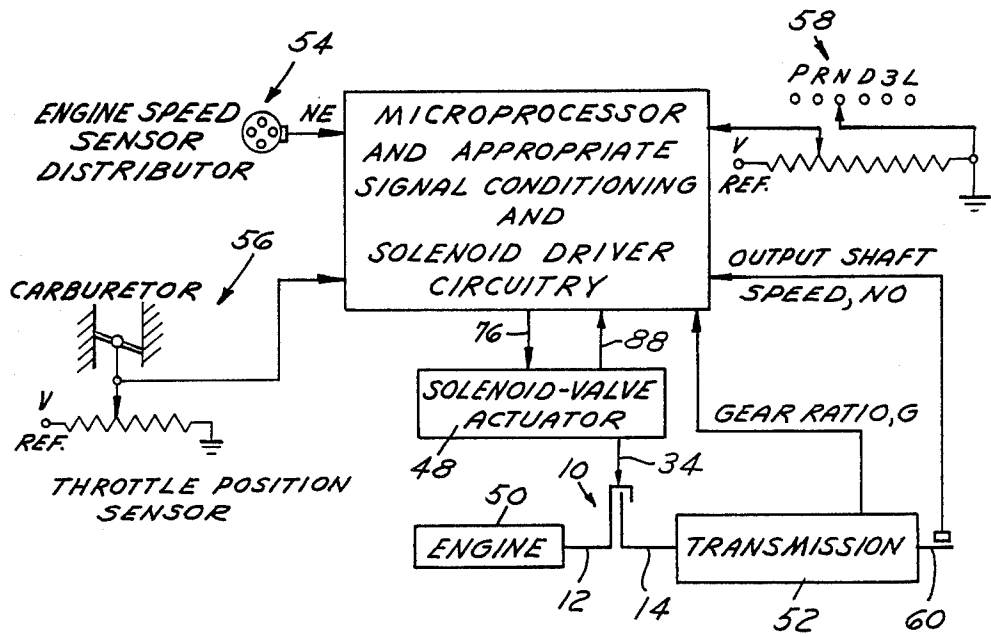 54
58
P R N D 3 L
ENGINE SPEED
SENSOR
DISTRIBUTOR
NE
MICROPROCESSOR
AND APPROPRIATE
SIGNAL CONDITIONING
AND
SOLENOID DRIVER
CIRCUITRY
V
REF.
56
CARBURETOR
OUTPUT SHAFT
SPEED, NO
76
88
V
REF.
SOLENOID-VALVE
ACTUATOR
GEAR RATIO, G
48
34
10
THROTTLE POSITION
SENSOR
50
ENGINE
TRANSMISSION
12
14
52
60